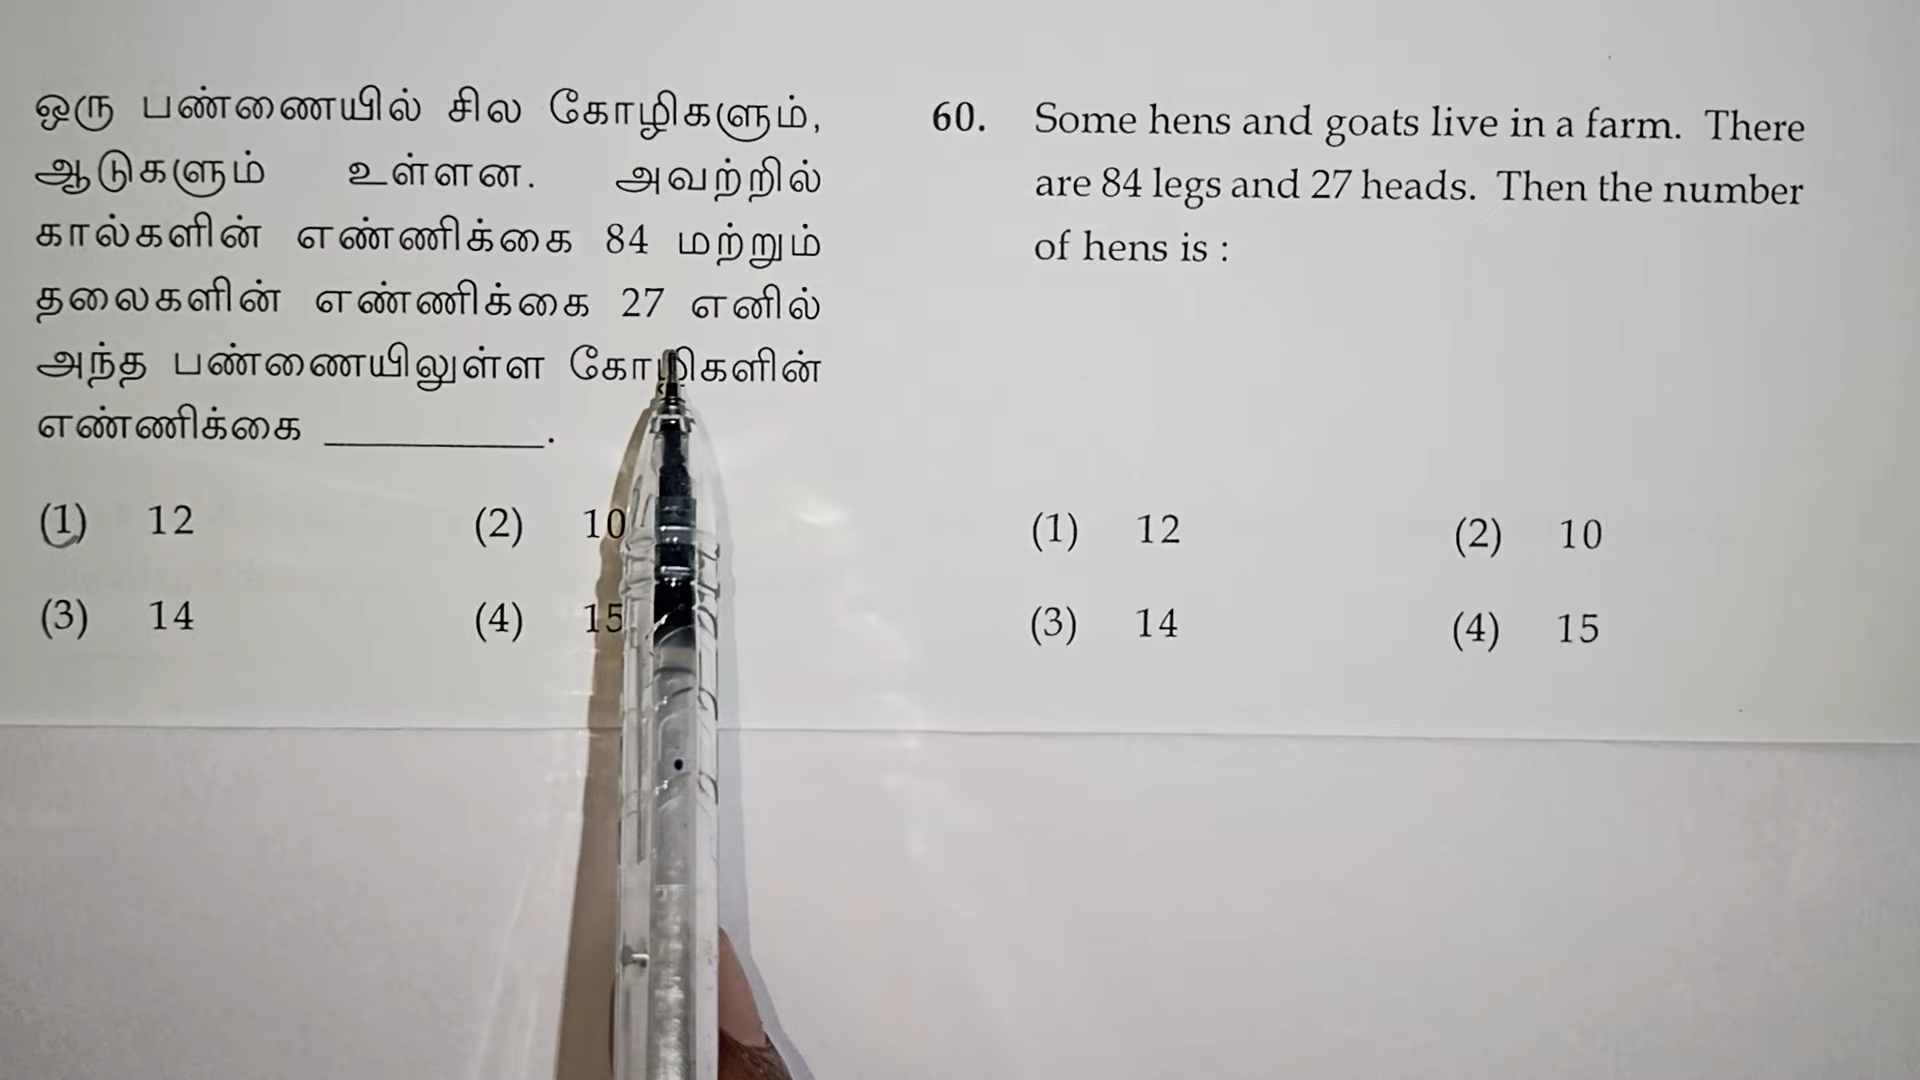 ஒரு பண்ணையில் சில கோழிகளும்,
ஆடுகளும் உள்ளன. அவற்றில்
கால்களின் எண்ணிக்கை 84 மற்றும்
தலைகளின் எண்ணிக்கை 27 எனில்
அந்த பண்ணையிலுள்ள கோழிகளின்
எண்ணிக்கை __________.
(1) 12 (2) 10
(3) 14 (4) 15
60. Some hens and goats live in a farm. There
are 84 legs and 27 heads. Then the number
of hens is :
(1) 12 (2) 10
(3) 14 (4) 15